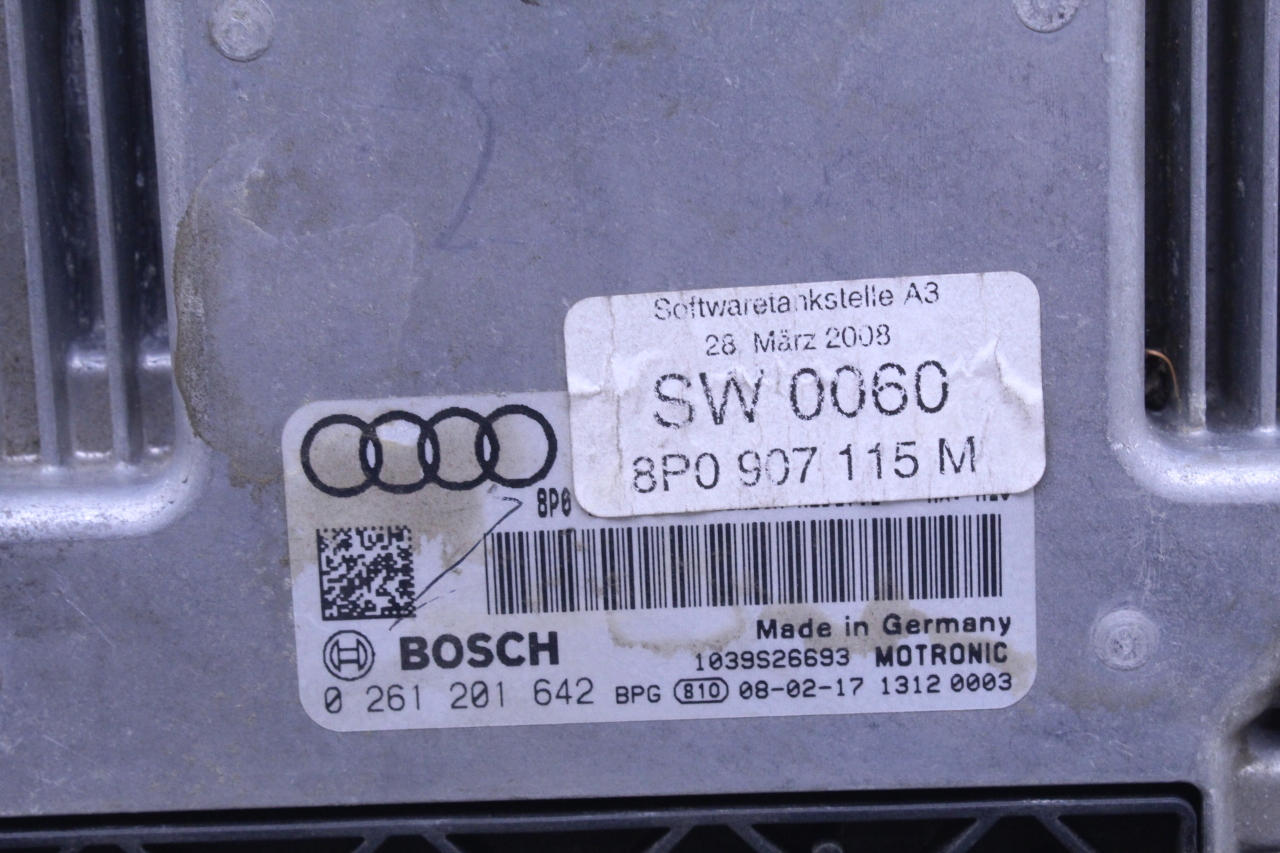 Softwaretankstelle A3
28. März 2008
SW 0060
8P0 907 115 M
8P0
Made in Germany
BOSCH
1039S26693 MOTRONIC
0 261 201 642 BPG 810 08-02-17 1312 0003